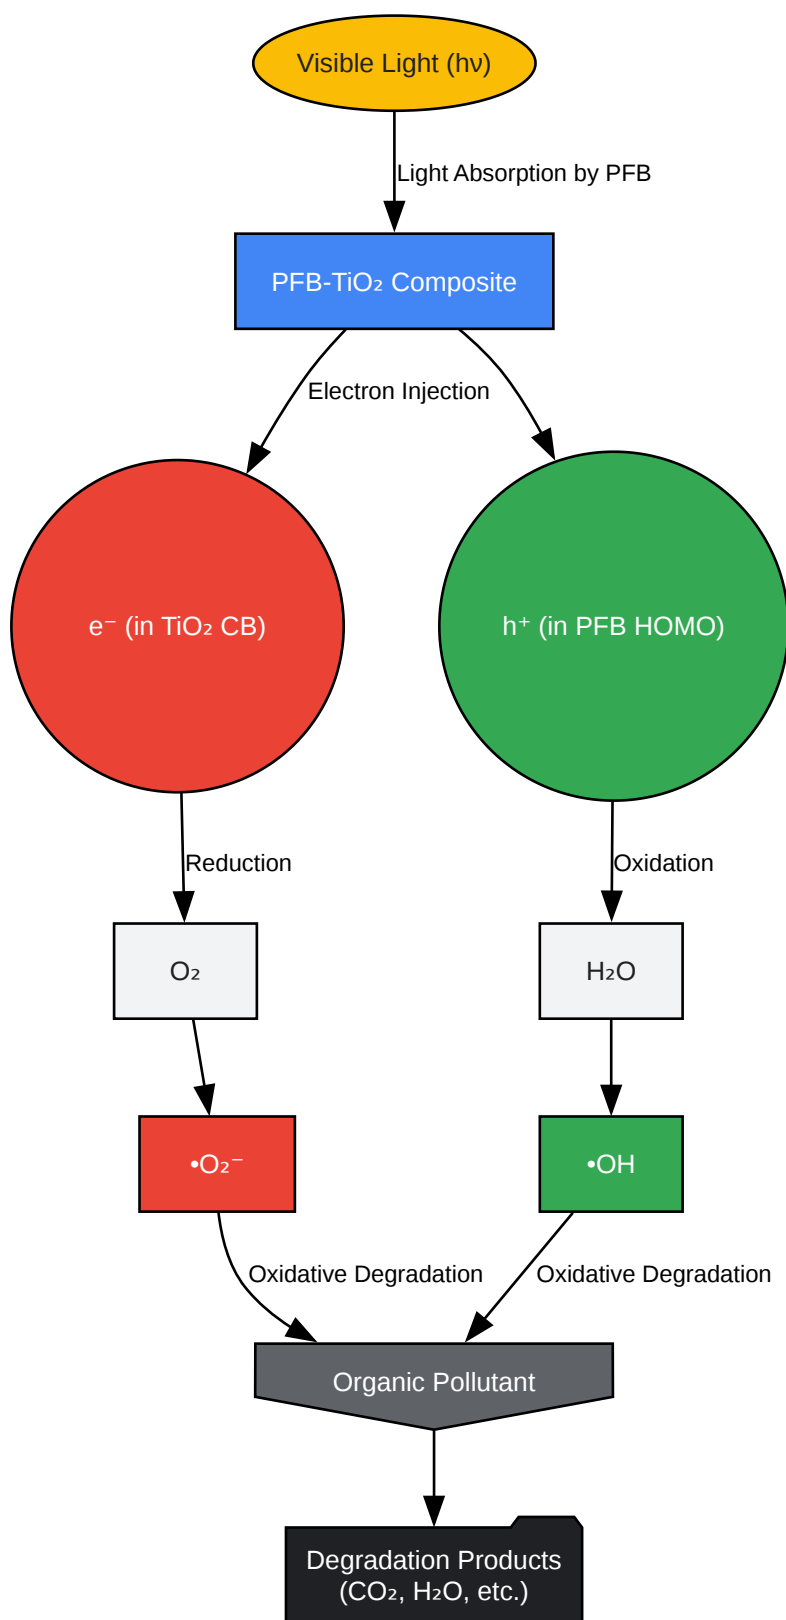 Visible Light (hν)
Light Absorption by PFB
PFB-TiO₂ Composite
Electron Injection
e⁻ (in TiO₂ CB)
h⁺ (in PFB HOMO)
Reduction
Oxidation
O₂
H₂O
•O₂⁻
•OH
Oxidative Degradation
Oxidative Degradation
Organic Pollutant
Degradation Products
(CO₂, H₂O, etc.)